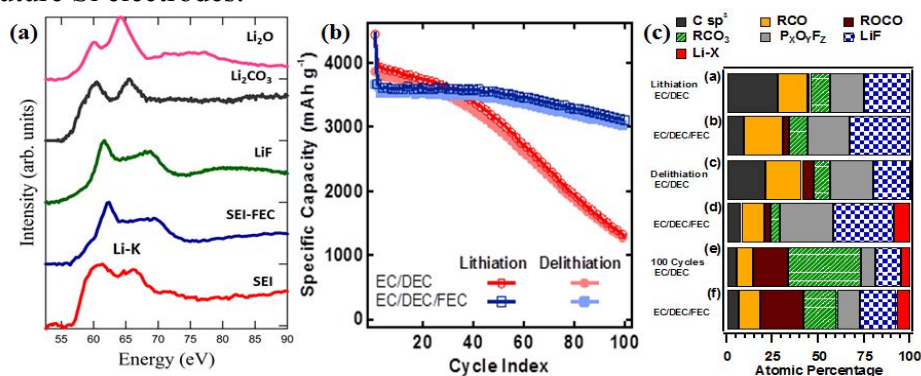 (a)
Li₂O
Li₂CO₃
LiF
SEI-FEC
Li-K
SEI
Intensity (arb. units)
55 60 65 70 75 80 85 90
Energy (eV)
(b)
Specific Capacity (mAh g⁻¹)
4000
3000
2000
1000
0
Lithiation Delithiation
EC/DEC
EC/DEC/FEC
20 40 60 80 100
Cycle Index
(c)
C sp³ RCO ROCO
RCO₃ PₓOᵧF_Z LiF
Li-X
(a)
Lithiation
EC/DEC
(b)
EC/DEC/FEC
(c)
Delithiation
EC/DEC
(d)
EC/DEC/FEC
(e)
100 Cycles
EC/DEC
(f)
EC/DEC/FEC
0 25 50 75 100
Atomic Percentage